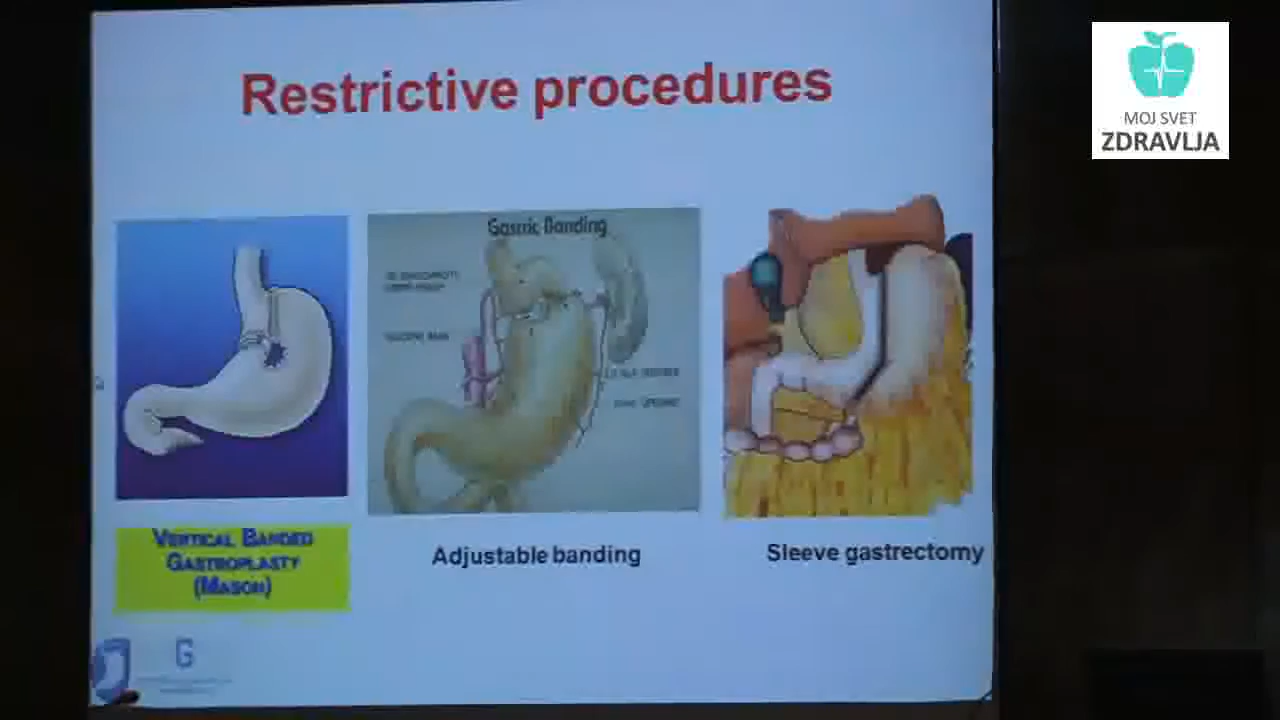 Restrictive procedures
MOJ SVET
ZDRAVLJA
Gastric Banding
VERTICAL BANDED
GASTROPLASTY
(MASON)
Adjustable banding
Sleeve gastrectomy
G